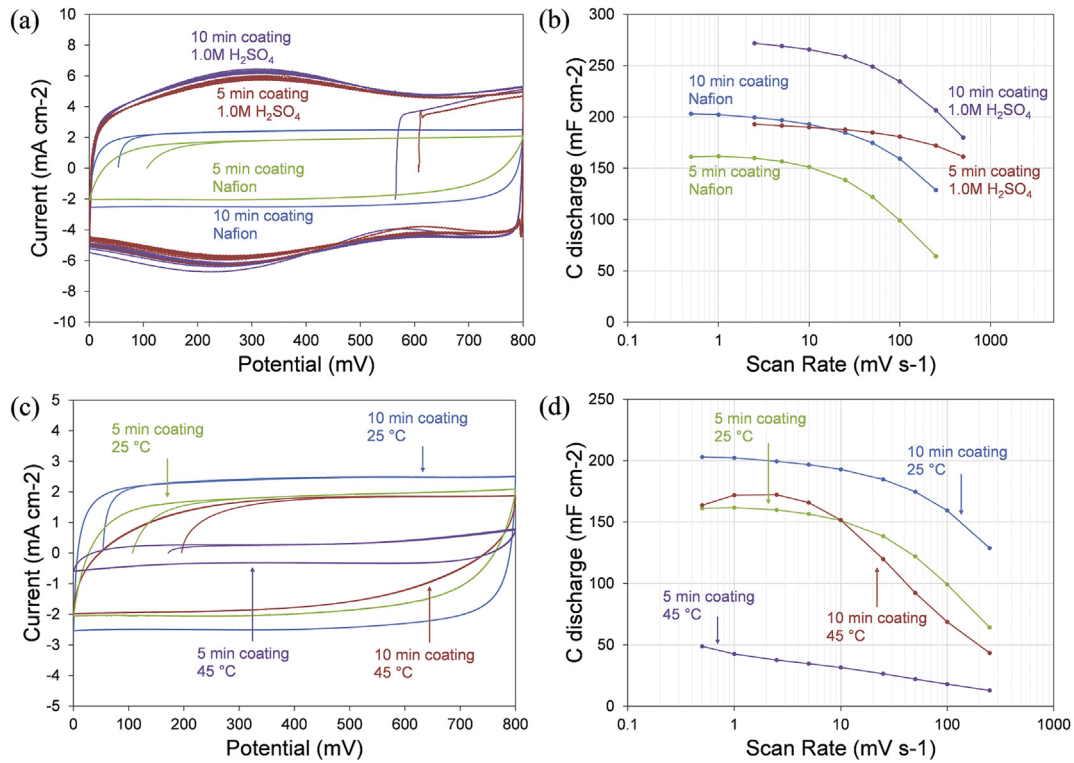 (a)
10
8
6
4
2
0
-2
-4
-6
-8
-10
Current (mA cm-2)
10 min coating
1.0M H₂SO₄
5 min coating
1.0M H₂SO₄
5 min coating
Nafion
10 min coating
Nafion
0 100 200 300 400 500 600 700 800
Potential (mV)
(b)
300
250
200
150
100
50
0
C discharge (mF cm-2)
10 min coating
Nafion
10 min coating
1.0M H₂SO₄
5 min coating
Nafion
5 min coating
1.0M H₂SO₄
0.1 1 10 100 1000
Scan Rate (mV s-1)
(c)
5
4
3
2
1
0
-1
-2
-3
-4
-5
Current (mA cm-2)
5 min coating
25 °C
10 min coating
25 °C
5 min coating
45 °C
10 min coating
45 °C
0 100 200 300 400 500 600 700 800
Potential (mV)
(d)
250
200
150
100
50
0
C discharge (mF cm-2)
5 min coating
25 °C
10 min coating
25 °C
5 min coating
45 °C
10 min coating
45 °C
0.1 1 10 100 1000
Scan Rate (mV s-1)